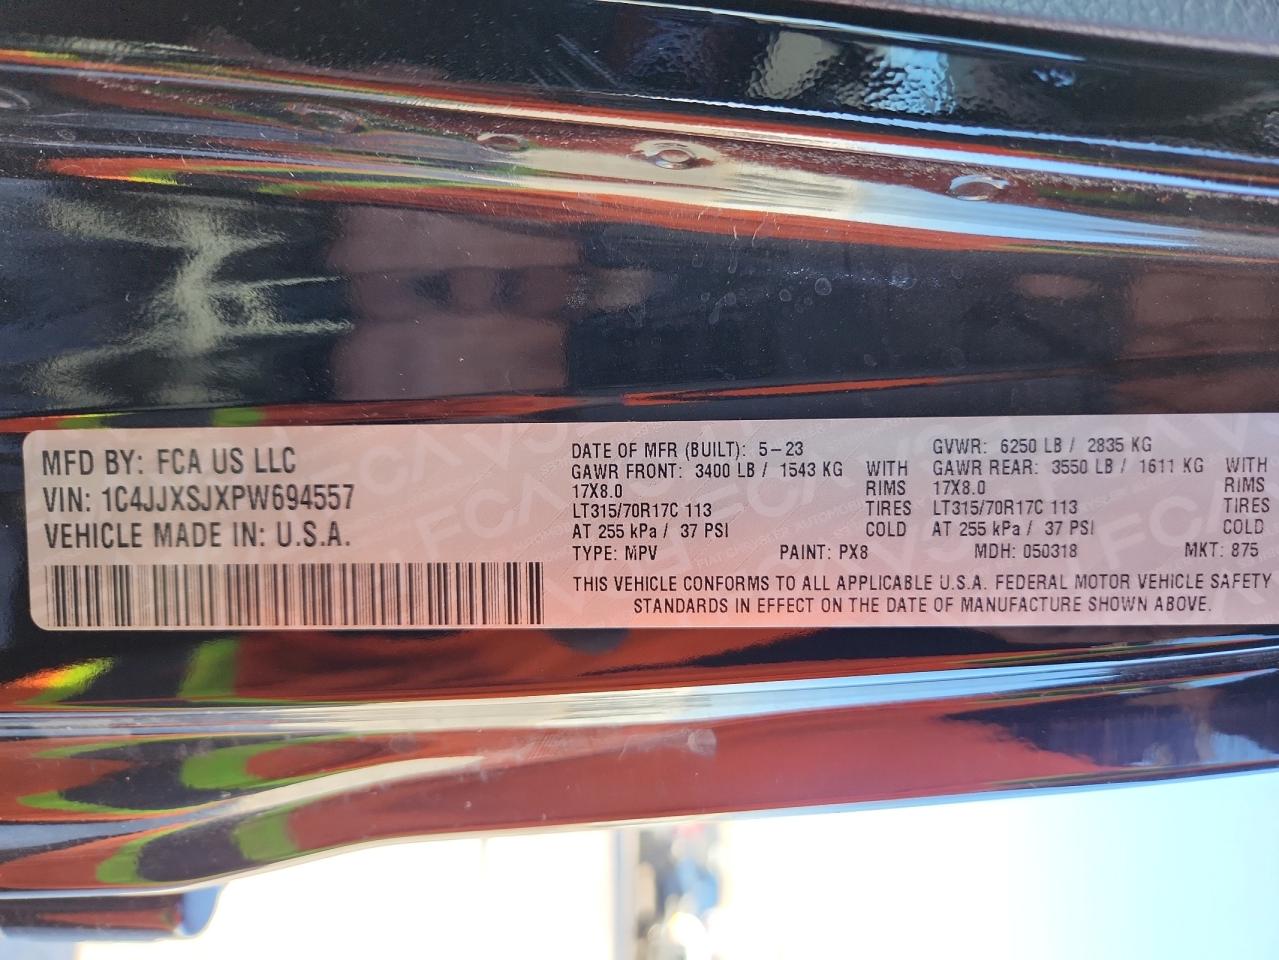 MFD BY: FCA US LLC
VIN: 1C4JJXSJXPW694557
VEHICLE MADE IN: U.S.A.
DATE OF MFR (BUILT): 5-23
GAWR FRONT: 3400 LB / 1543 KG WITH
17X8.0 RIMS
LT315/70R17C 113 TIRES
AT 255 kPa / 37 PSI COLD
GVWR: 6250 LB / 2835 KG
GAWR REAR: 3550 LB / 1611 KG WITH
17X8.0 RIMS
LT315/70R17C 113 TIRES
AT 255 kPa / 37 PSI COLD
TYPE: MPV PAINT: PX8 MDH: 050318 MKT: 875
THIS VEHICLE CONFORMS TO ALL APPLICABLE U.S.A. FEDERAL MOTOR VEHICLE SAFETY
STANDARDS IN EFFECT ON THE DATE OF MANUFACTURE SHOWN ABOVE.